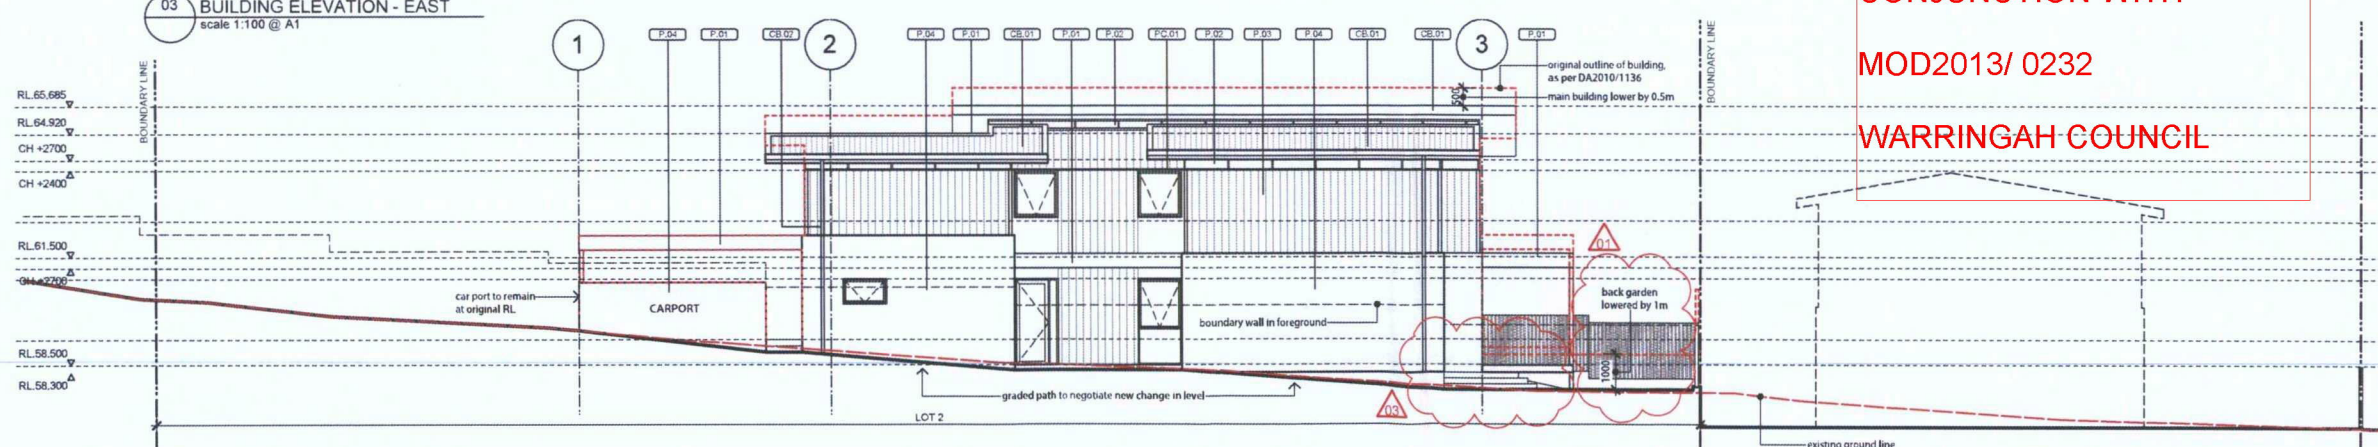 03
BUILDING ELEVATION - EAST
scale 1:100 @ A1
CONJUNCTION WITH
MOD2013/ 0232
WARRINGAH COUNCIL
1
P.04
P.01
CB.02
2
P.04
P.01
CB.01
P.01
P.02
PC.01
P.02
P.03
P.04
CB.01
CB.01
3
P.01
BOUNDARY LINE
BOUNDARY LINE
original outline of building,
as per DA2010/1136
500
main building lower by 0.5m
RL.65,685
RL.64.920
CH +2700
CH +2400
RL.61.500
CH +2700
RL.58.500
RL.58.300
car port to remain
at original RL
CARPORT
boundary wall in foreground
01
back garden
lowered by 1m
1000
03
graded path to negotiate new change in level
LOT 2
existing ground line